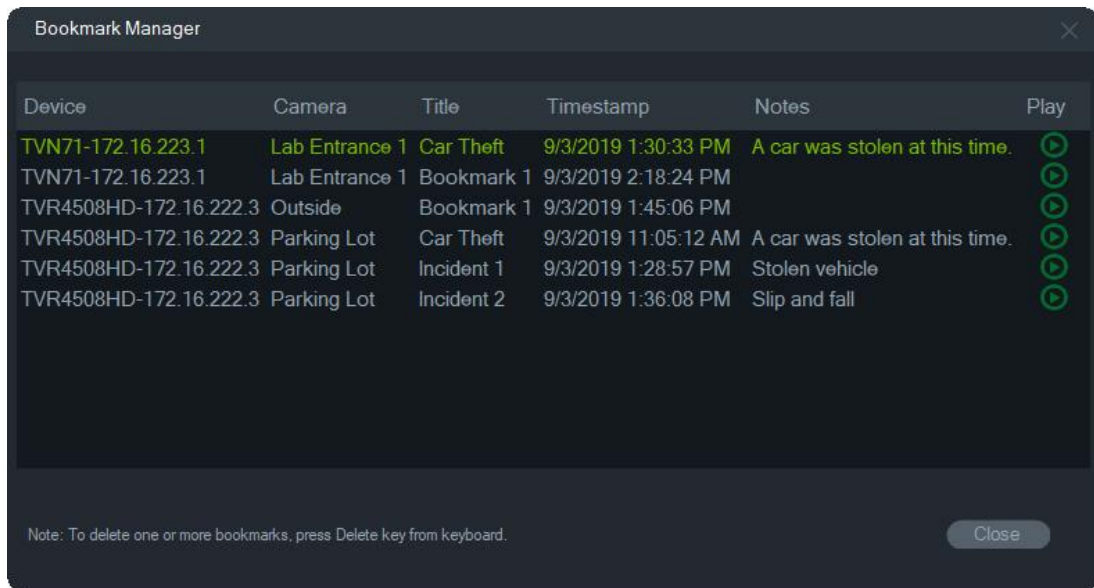 Bookmark Manager
Device Camera Title Timestamp Notes Play
TVN71-172.16.223.1 Lab Entrance 1 Car Theft 9/3/2019 1:30:33 PM A car was stolen at this time.
TVN71-172.16.223.1 Lab Entrance 1 Bookmark 1 9/3/2019 2:18:24 PM
TVR4508HD-172.16.222.3 Outside Bookmark 1 9/3/2019 1:45:06 PM
TVR4508HD-172.16.222.3 Parking Lot Car Theft 9/3/2019 11:05:12 AM A car was stolen at this time.
TVR4508HD-172.16.222.3 Parking Lot Incident 1 9/3/2019 1:28:57 PM Stolen vehicle
TVR4508HD-172.16.222.3 Parking Lot Incident 2 9/3/2019 1:36:08 PM Slip and fall
Note: To delete one or more bookmarks, press Delete key from keyboard.
Close